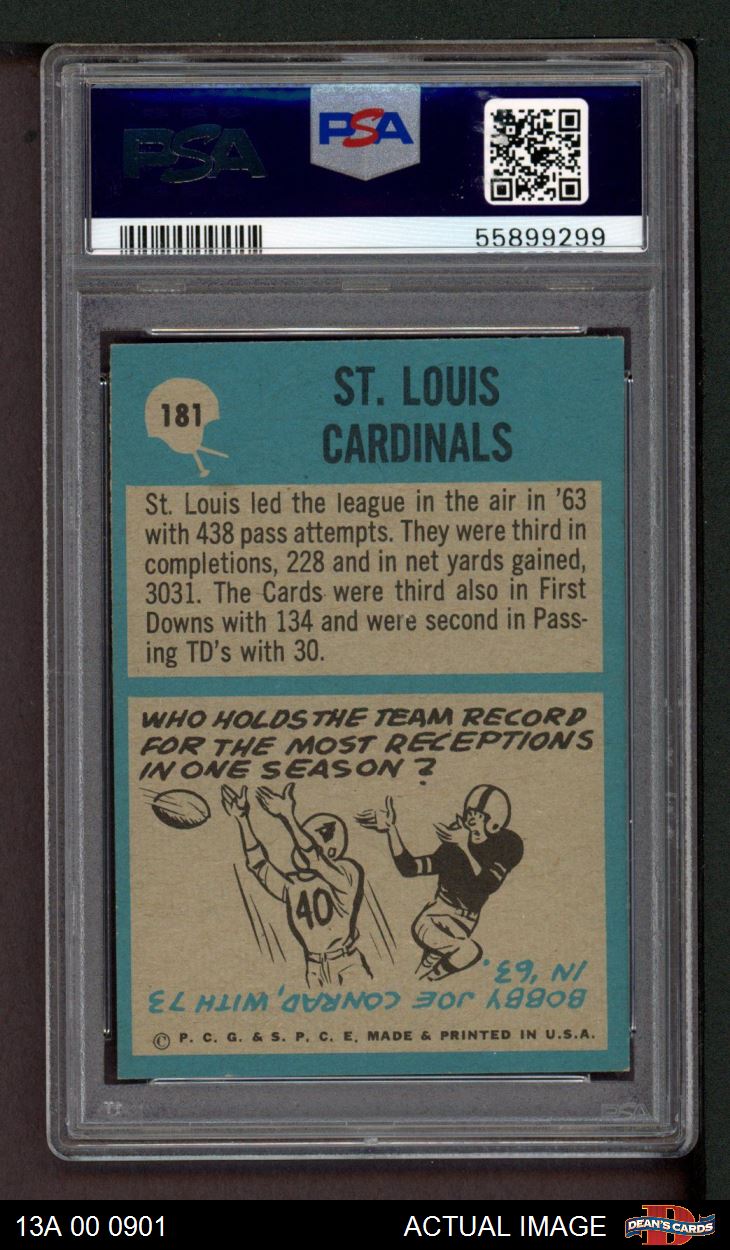 PSA
PSA
55899299
181
ST. LOUIS
CARDINALS
St. Louis led the league in the air in '63
with 438 pass attempts. They were third in
completions, 228 and in net yards gained,
3031. The Cards were third also in First
Downs with 134 and were second in Pass-
ing TD's with 30.
WHO HOLDS THE TEAM RECORD
FOR THE MOST RECEPTIONS
IN ONE SEASON?
40
BOBBY JOE CONRAD, WITH 73
IN '63.
© P. C. G. & S. P. C. E. MADE & PRINTED IN U.S.A.
PSA
13A 00 0901
ACTUAL IMAGE
DEAN'S CARDS